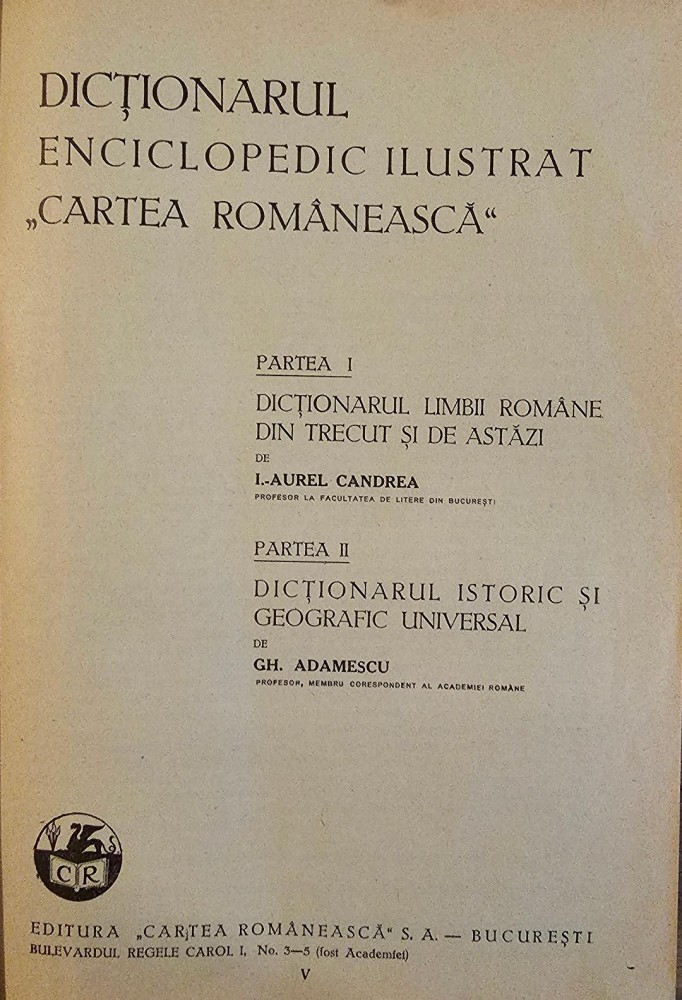 DICȚIONARUL
ENCICLOPEDIC ILUSTRAT
„CARTEA ROMÂNEASCĂ“
PARTEA I
DICȚIONARUL LIMBII ROMÂNE
DIN TRECUT ȘI DE ASTĂZI
DE
I.-AUREL CANDREA
PROFESOR LA FACULTATEA DE LITERE DIN BUCUREȘTI
PARTEA II
DICȚIONARUL ISTORIC ȘI
GEOGRAFIC UNIVERSAL
DE
GH. ADAMESCU
PROFESOR, MEMBRU CORESPONDENT AL ACADEMIEI ROMÂNE
C R
EDITURA „CARTEA ROMÂNEASCĂ“ S. A. — BUCUREȘTI
BULEVARDUL REGELE CAROL I, No. 3—5 (fost Academiei)
V